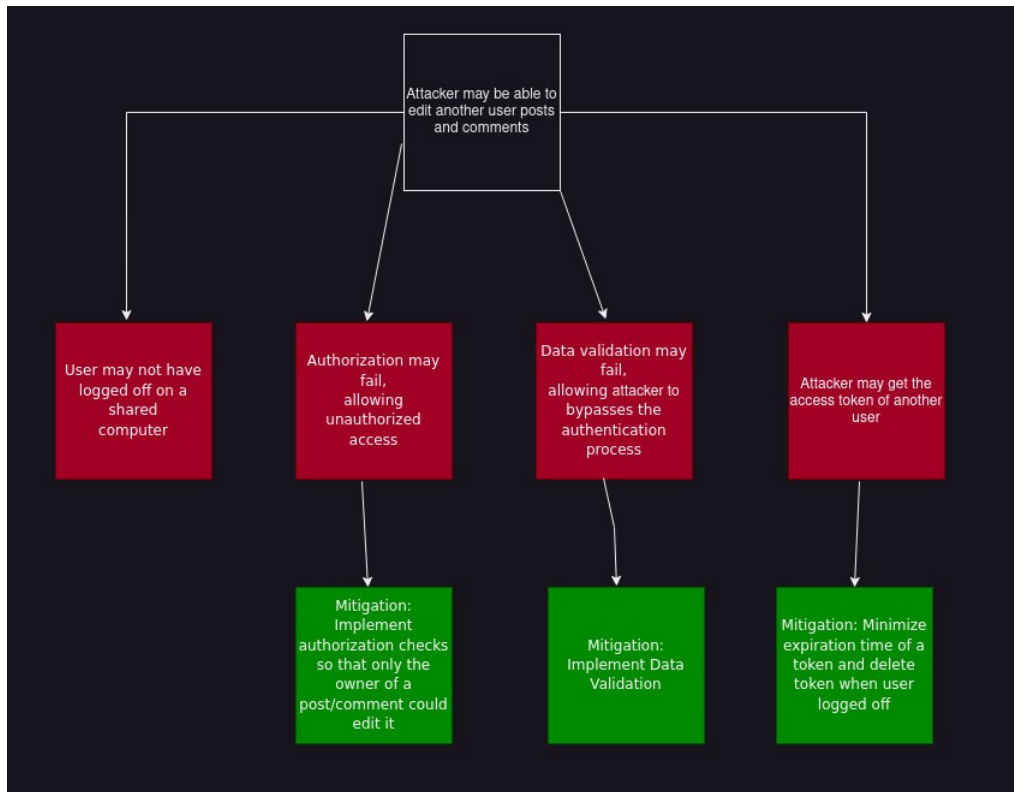 Attacker may be able to
edit another user posts
and comments
User may not have
logged off on a
shared
computer
Authorization may
fail,
allowing
unauthorized
access
Data validation may
fail,
allowing attacker to
bypasses the
authentication
process
Attacker may get the
access token of another
user
Mitigation:
Implement
authorization checks
so that only the
owner of a
post/comment could
edit it
Mitigation:
Implement Data
Validation
Mitigation: Minimize
expiration time of a
token and delete
token when user
logged off